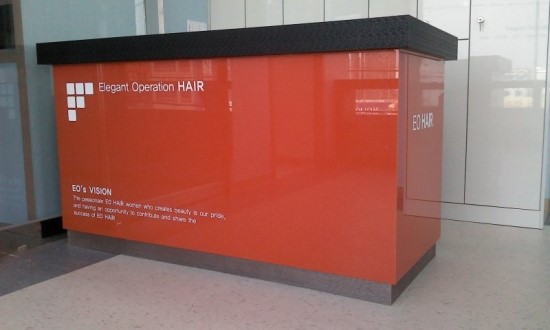 Elegant Operation HAIR
EO HAIR
EO's VISION
The passionate EO HAIR women who creates beauty is our pride,
and having an opportunity to contribute and share the
success of EO HAIR